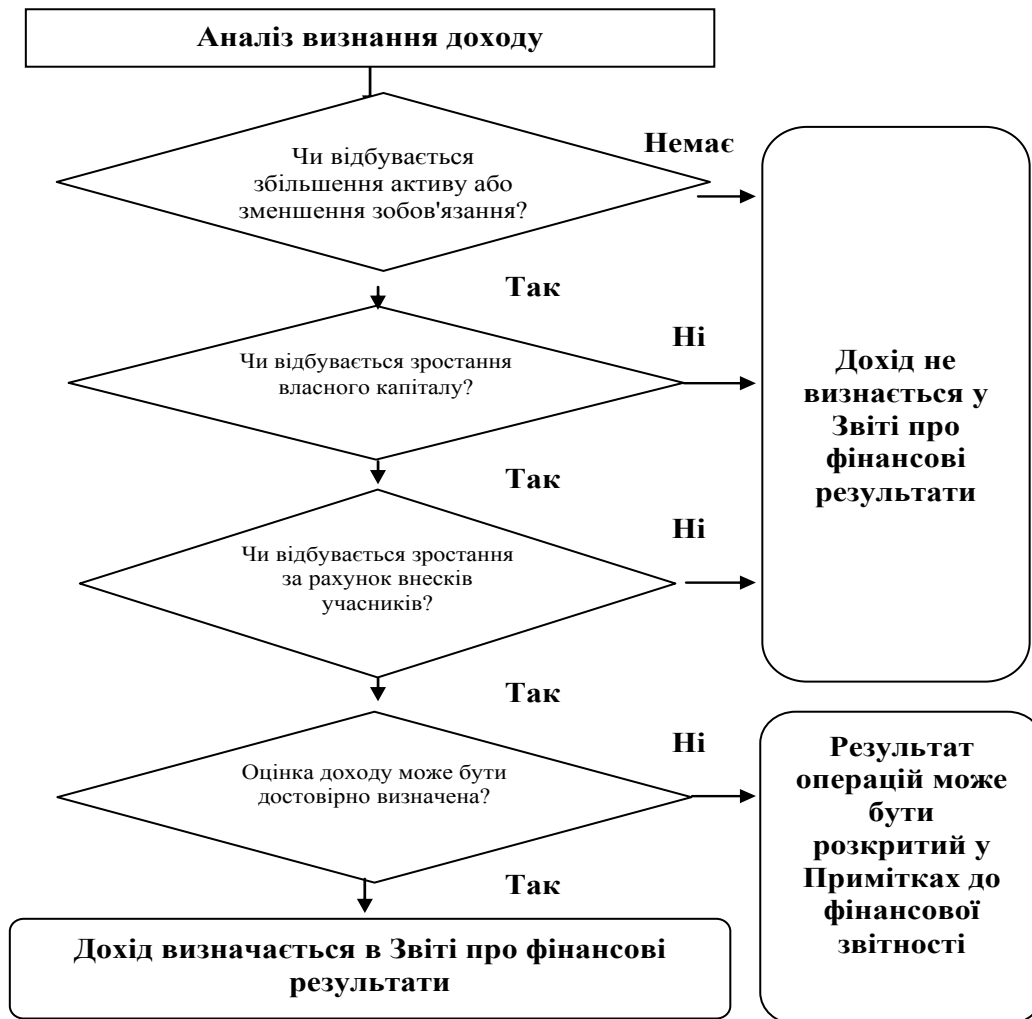 Аналіз визнання доходу
Чи відбувається
збільшення активу або
зменшення зобов'язання?
Немає
Так
Чи відбувається зростання
власного капіталу?
Ні
Так
Чи відбувається зростання
за рахунок внесків
учасників?
Ні
Так
Дохід не
визнається у
Звіті про
фінансові
результати
Оцінка доходу може бути
достовірно визначена?
Ні
Так
Результат
операцій може
бути
розкритий у
Примітках до
фінансової
звітності
Дохід визначається в Звіті про фінансові
результати